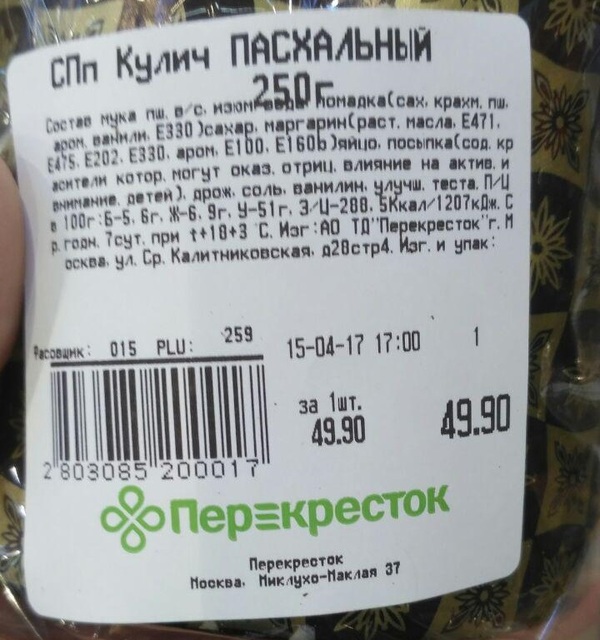 СПп Кулич ПАСХАЛЬНЫЙ
250г
Состав мука пш. в/с. изюм вода помадка(сах. крахм. пш.
аром. ванили. Е330 )сахар. маргарин(раст. масла. Е471.
Е475. Е202. Е330. аром. Е100. Е160b )яйцо. посыпка(сод. кр
асители котор. могут оказ. отриц. влияние на актив. и
внимание. детей ). дрож. соль. ванилин. улучш. теста. П/Ц
в 100г:Б-5. 6г. Ж-6. 9г. У-51г. Э/Ц-288. 5Ккал/1207кДж. С
р. годн. 7сут. при t+18+3 °С. Изг:АО ТД"Перекресток"г. М
осква. ул. Ср. Калитниковская. д28стр4. Изг. и упак:
Фасовщик: 015 PLU: 259
15-04-17 17:00 1
за 1шт.
49.90
49.90
2 803085 200017
Перекресток
Перекресток
Москва. Миклухо-Маклая 37